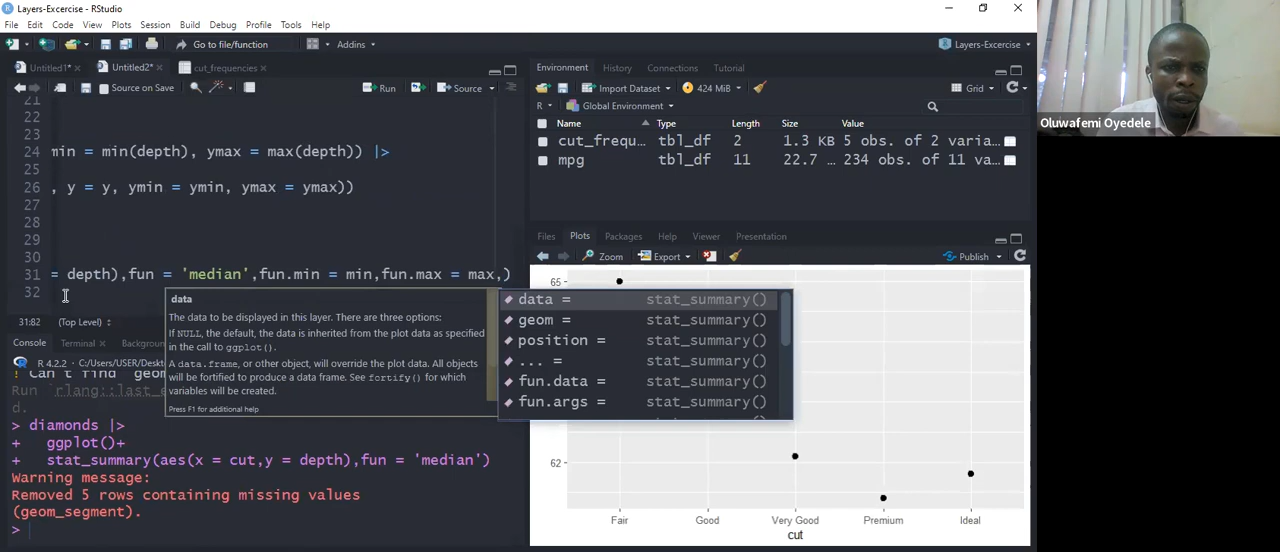 Layers-Excercise - RStudio
File Edit Code View Plots Session Build Debug Profile Tools Help
Go to file/function Addins Layers-Excercise
Untitled1* Untitled2* cut_frequencies
Source on Save Run Source
21
22
23
24 min = min(depth), ymax = max(depth)) |>
25
26 , y = y, ymin = ymin, ymax = ymax))
27
28
29
30
31 = depth),fun = 'median',fun.min = min,fun.max = max,)
32
31:82 (Top Level)
data
The data to be displayed in this layer. There are three options:
If NULL, the default, the data is inherited from the plot data as specified
in the call to ggplot().
A data.frame, or other object, will override the plot data. All objects
will be fortified to produce a data frame. See fortify() for which
variables will be created.
Press F1 for additional help
data = stat_summary()
geom = stat_summary()
position = stat_summary()
... = stat_summary()
fun.data = stat_summary()
fun.args = stat_summary()
Console Terminal Background
R 4.2.2 · C:/Users/USER/Deskt
! Can't find geom
Run rlang::last_e
d.
> diamonds |>
+ ggplot()+
+ stat_summary(aes(x = cut,y = depth),fun = 'median')
Warning message:
Removed 5 rows containing missing values
(geom_segment).
>
Environment History Connections Tutorial
Import Dataset 424 MiB Grid
R Global Environment
Name Type Length Size Value
cut_frequ... tbl_df 2 1.3 KB 5 obs. of 2 varia...
mpg tbl_df 11 22.7 ... 234 obs. of 11 va...
Files Plots Packages Help Viewer Presentation
Zoom Export Publish
65
62
Fair Good Very Good Premium Ideal
cut
Oluwafemi Oyedele